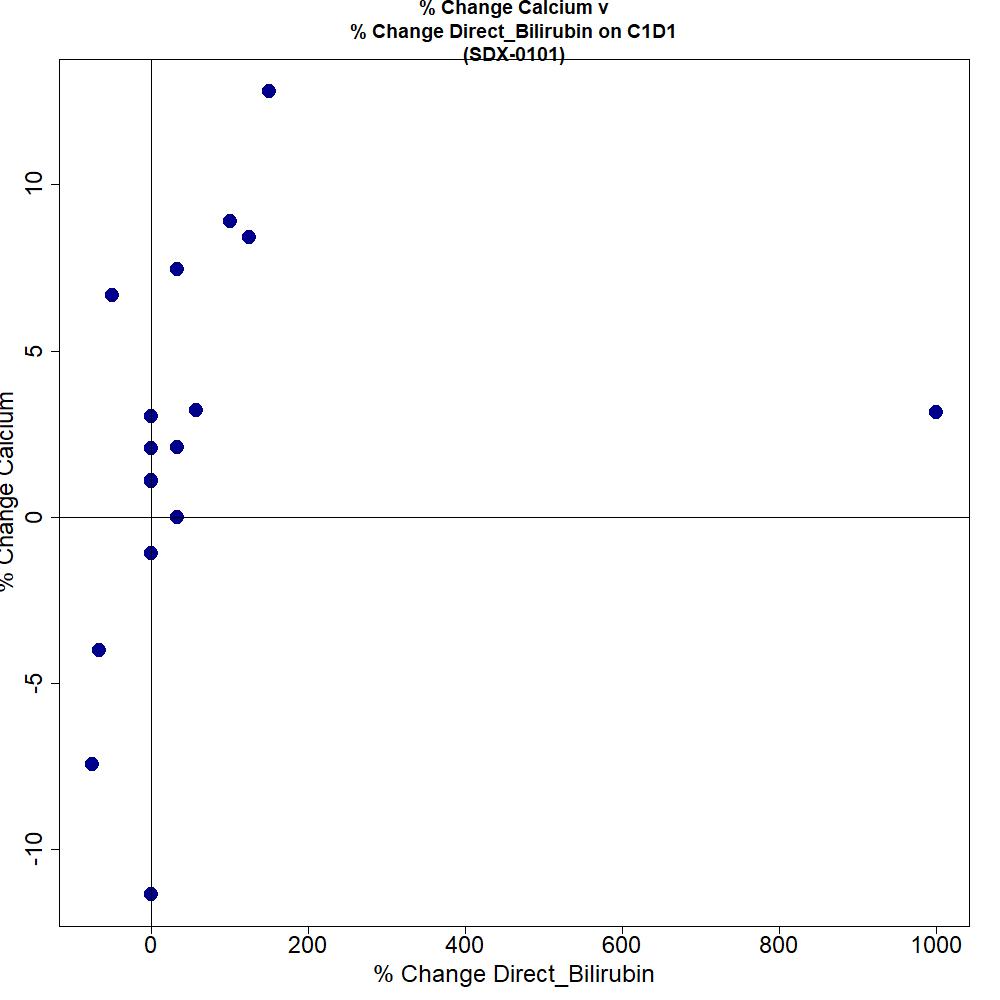 % Change Calcium v
% Change Direct_Bilirubin on C1D1
(SDX-0101)
10
5
0
-5
-10
% Change Calcium
0 200 400 600 800 1000
% Change Direct_Bilirubin